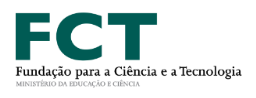 FCT
Fundação para a Ciência e a Tecnologia
MINISTÉRIO DA EDUCAÇÃO E CIÊNCIA